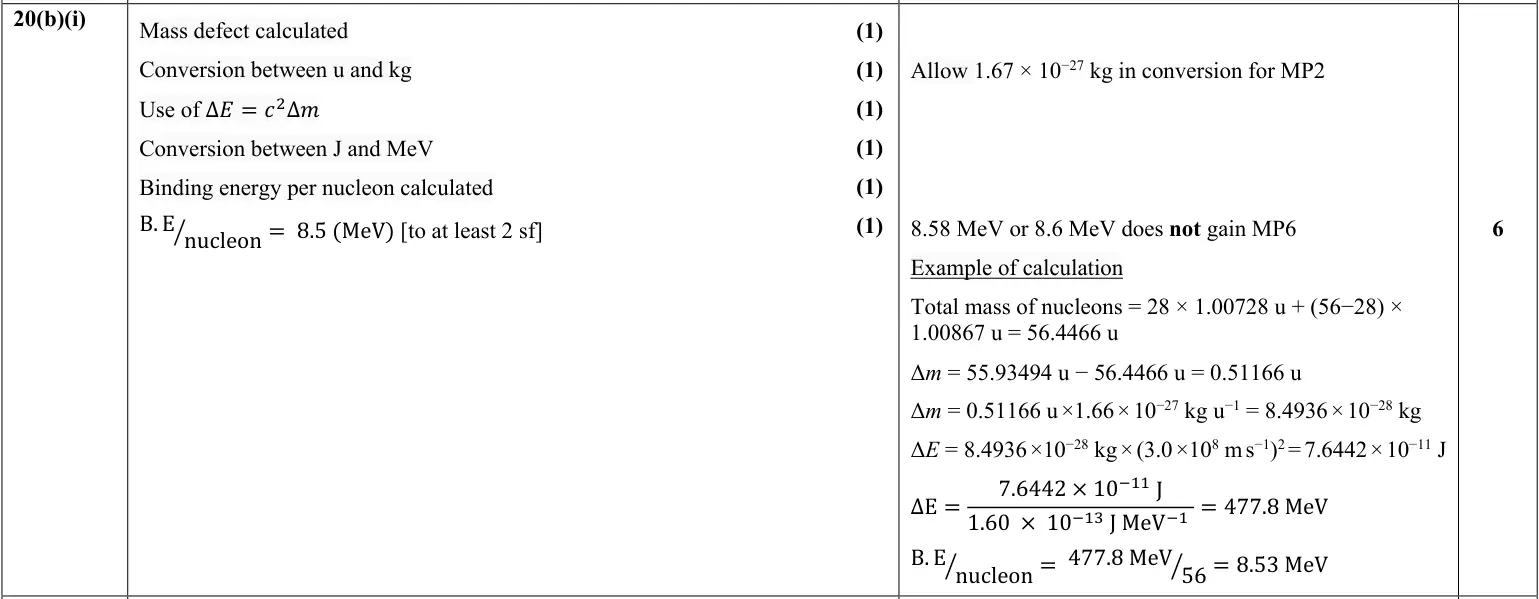 20(b)(i)
Mass defect calculated (1)
Conversion between u and kg (1) Allow 1.67 × 10⁻²⁷ kg in conversion for MP2
Use of Δ𝐸 = 𝑐²Δ𝑚 (1)
Conversion between J and MeV (1)
Binding energy per nucleon calculated (1)
B. E/nucleon = 8.5 (MeV) [to at least 2 sf] (1) 8.58 MeV or 8.6 MeV does not gain MP6 6
Example of calculation
Total mass of nucleons = 28 × 1.00728 u + (56−28) ×
1.00867 u = 56.4466 u
Δm = 55.93494 u − 56.4466 u = 0.51166 u
Δm = 0.51166 u ×1.66 × 10⁻²⁷ kg u⁻¹ = 8.4936 × 10⁻²⁸ kg
ΔE = 8.4936 ×10⁻²⁸ kg × (3.0 ×10⁸ m s⁻¹)² = 7.6442 × 10⁻¹¹ J
ΔE = 7.6442 × 10⁻¹¹ J / 1.60 × 10⁻¹³ J MeV⁻¹ = 477.8 MeV
B. E/nucleon = 477.8 MeV/56 = 8.53 MeV